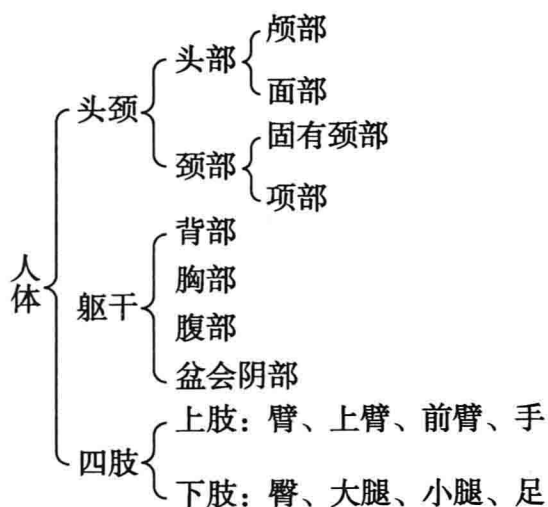 颅部
头部
面部
头颈
固有颈部
颈部
项部
背部
胸部
人体
躯干
腹部
盆会阴部
上肢：臂、上臂、前臂、手
四肢
下肢：臀、大腿、小腿、足